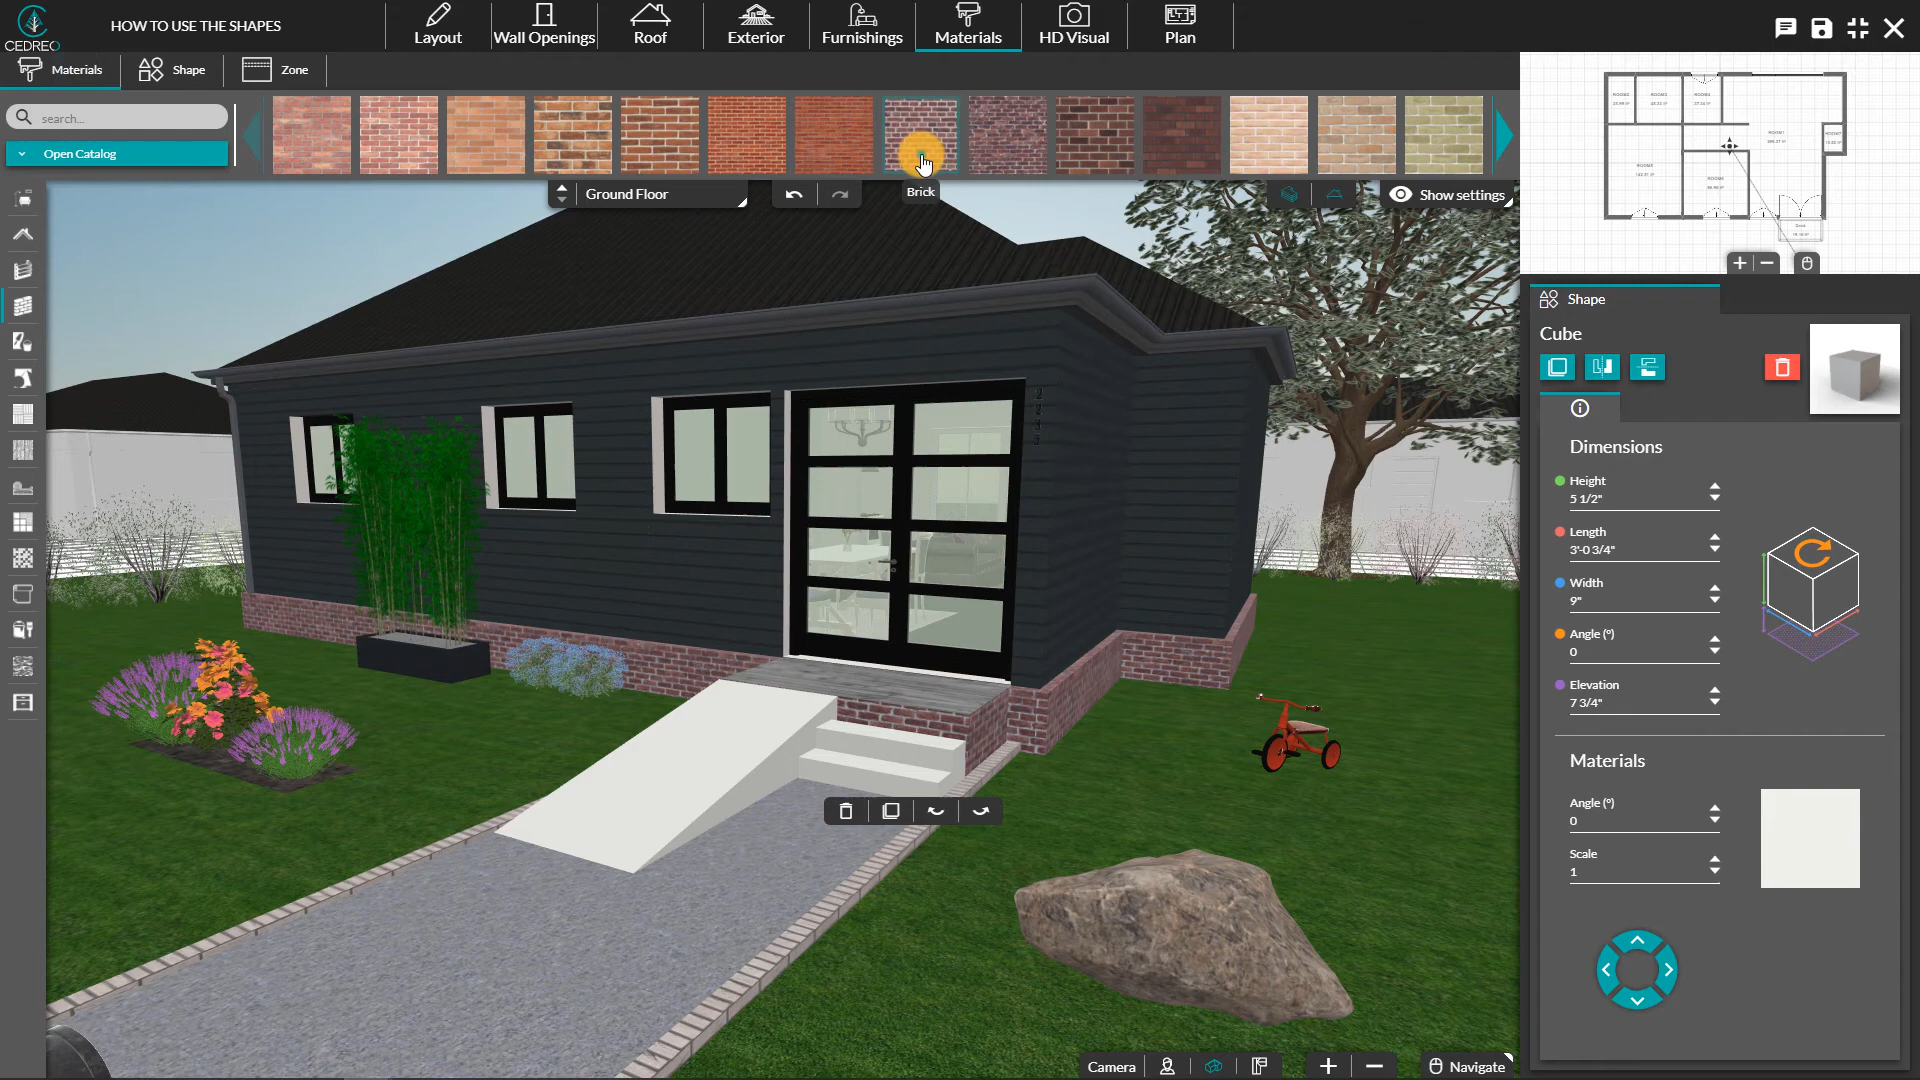 CEDREO
HOW TO USE THE SHAPES
Layout
Wall Openings
Roof
Exterior
Furnishings
Materials
HD Visual
Plan
Materials
Shape
Zone
search...
Open Catalog
Brick
Ground Floor
Show settings
Shape
Cube
Dimensions
Height
5 1/2"
Length
3'-0 3/4"
Width
9"
Angle (º)
0
Elevation
7 3/4"
Materials
Angle (º)
0
Scale
1
Camera
Navigate